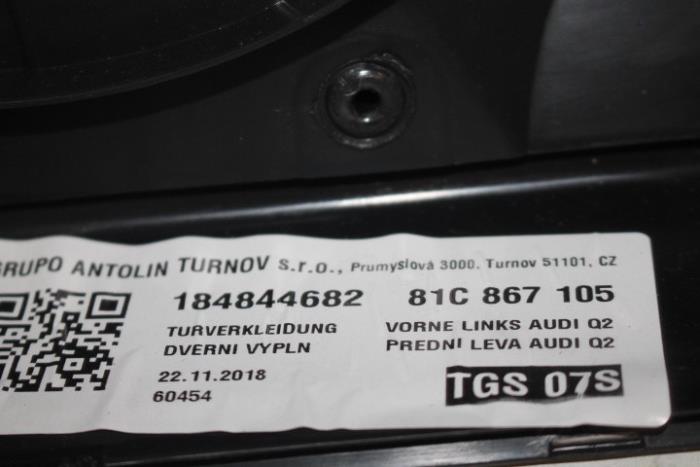 GRUPO ANTOLIN TURNOV s.r.o., Prumyslová 3000. Turnov 51101, CZ
184844682 81C 867 105
TURVERKLEIDUNG VORNE LINKS AUDI Q2
DVERNI VYPLN PREDNÍ LEVA AUDI Q2
22.11.2018
60454
TGS 07S